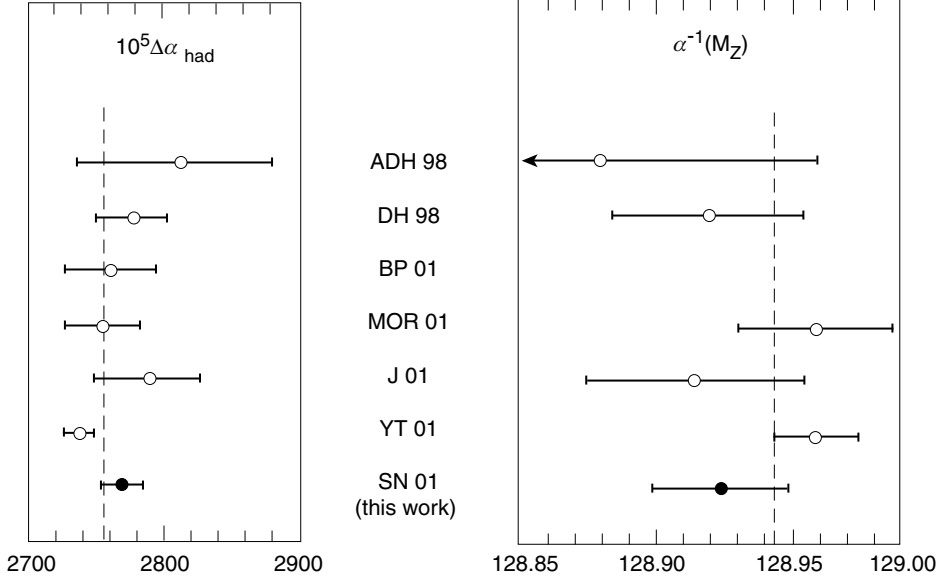 10⁵Δα had
α⁻¹(M_Z)
ADH 98
DH 98
BP 01
MOR 01
J 01
YT 01
SN 01
(this work)
2700 2800 2900
128.85 128.90 128.95 129.00